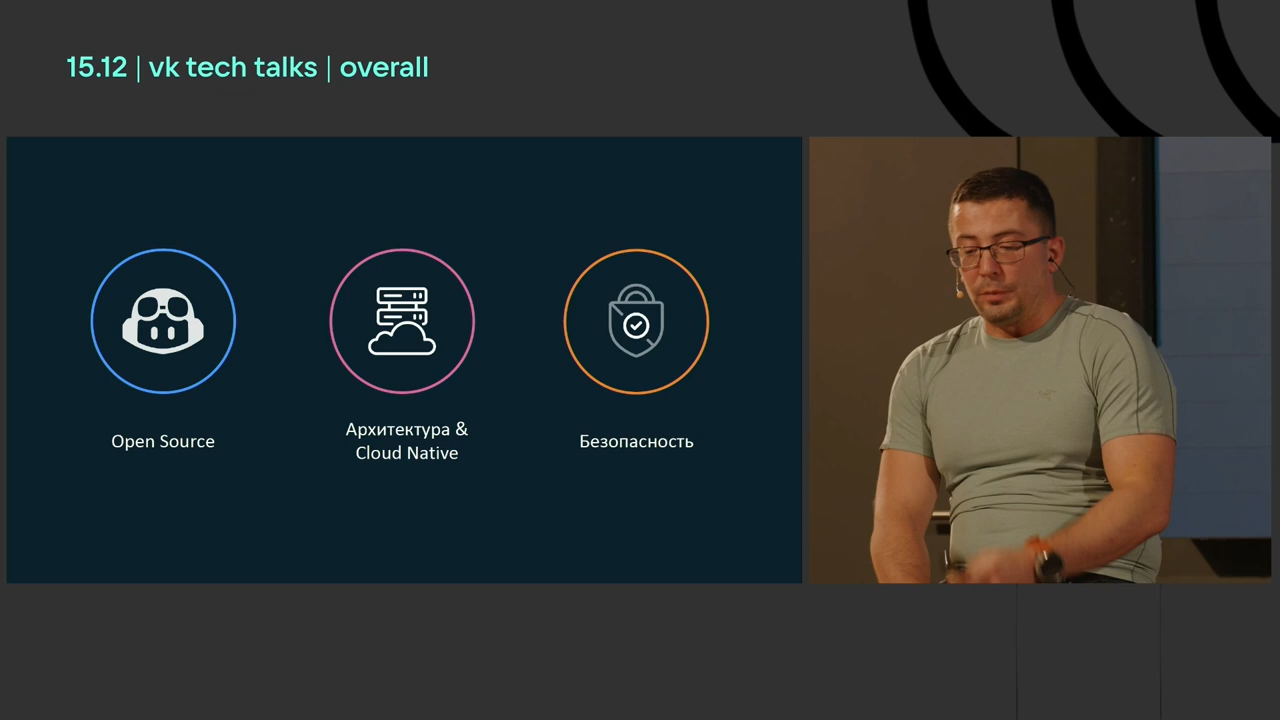 15.12 | vk tech talks | overall
Open Source
Архитектура &
Cloud Native
Безопасность